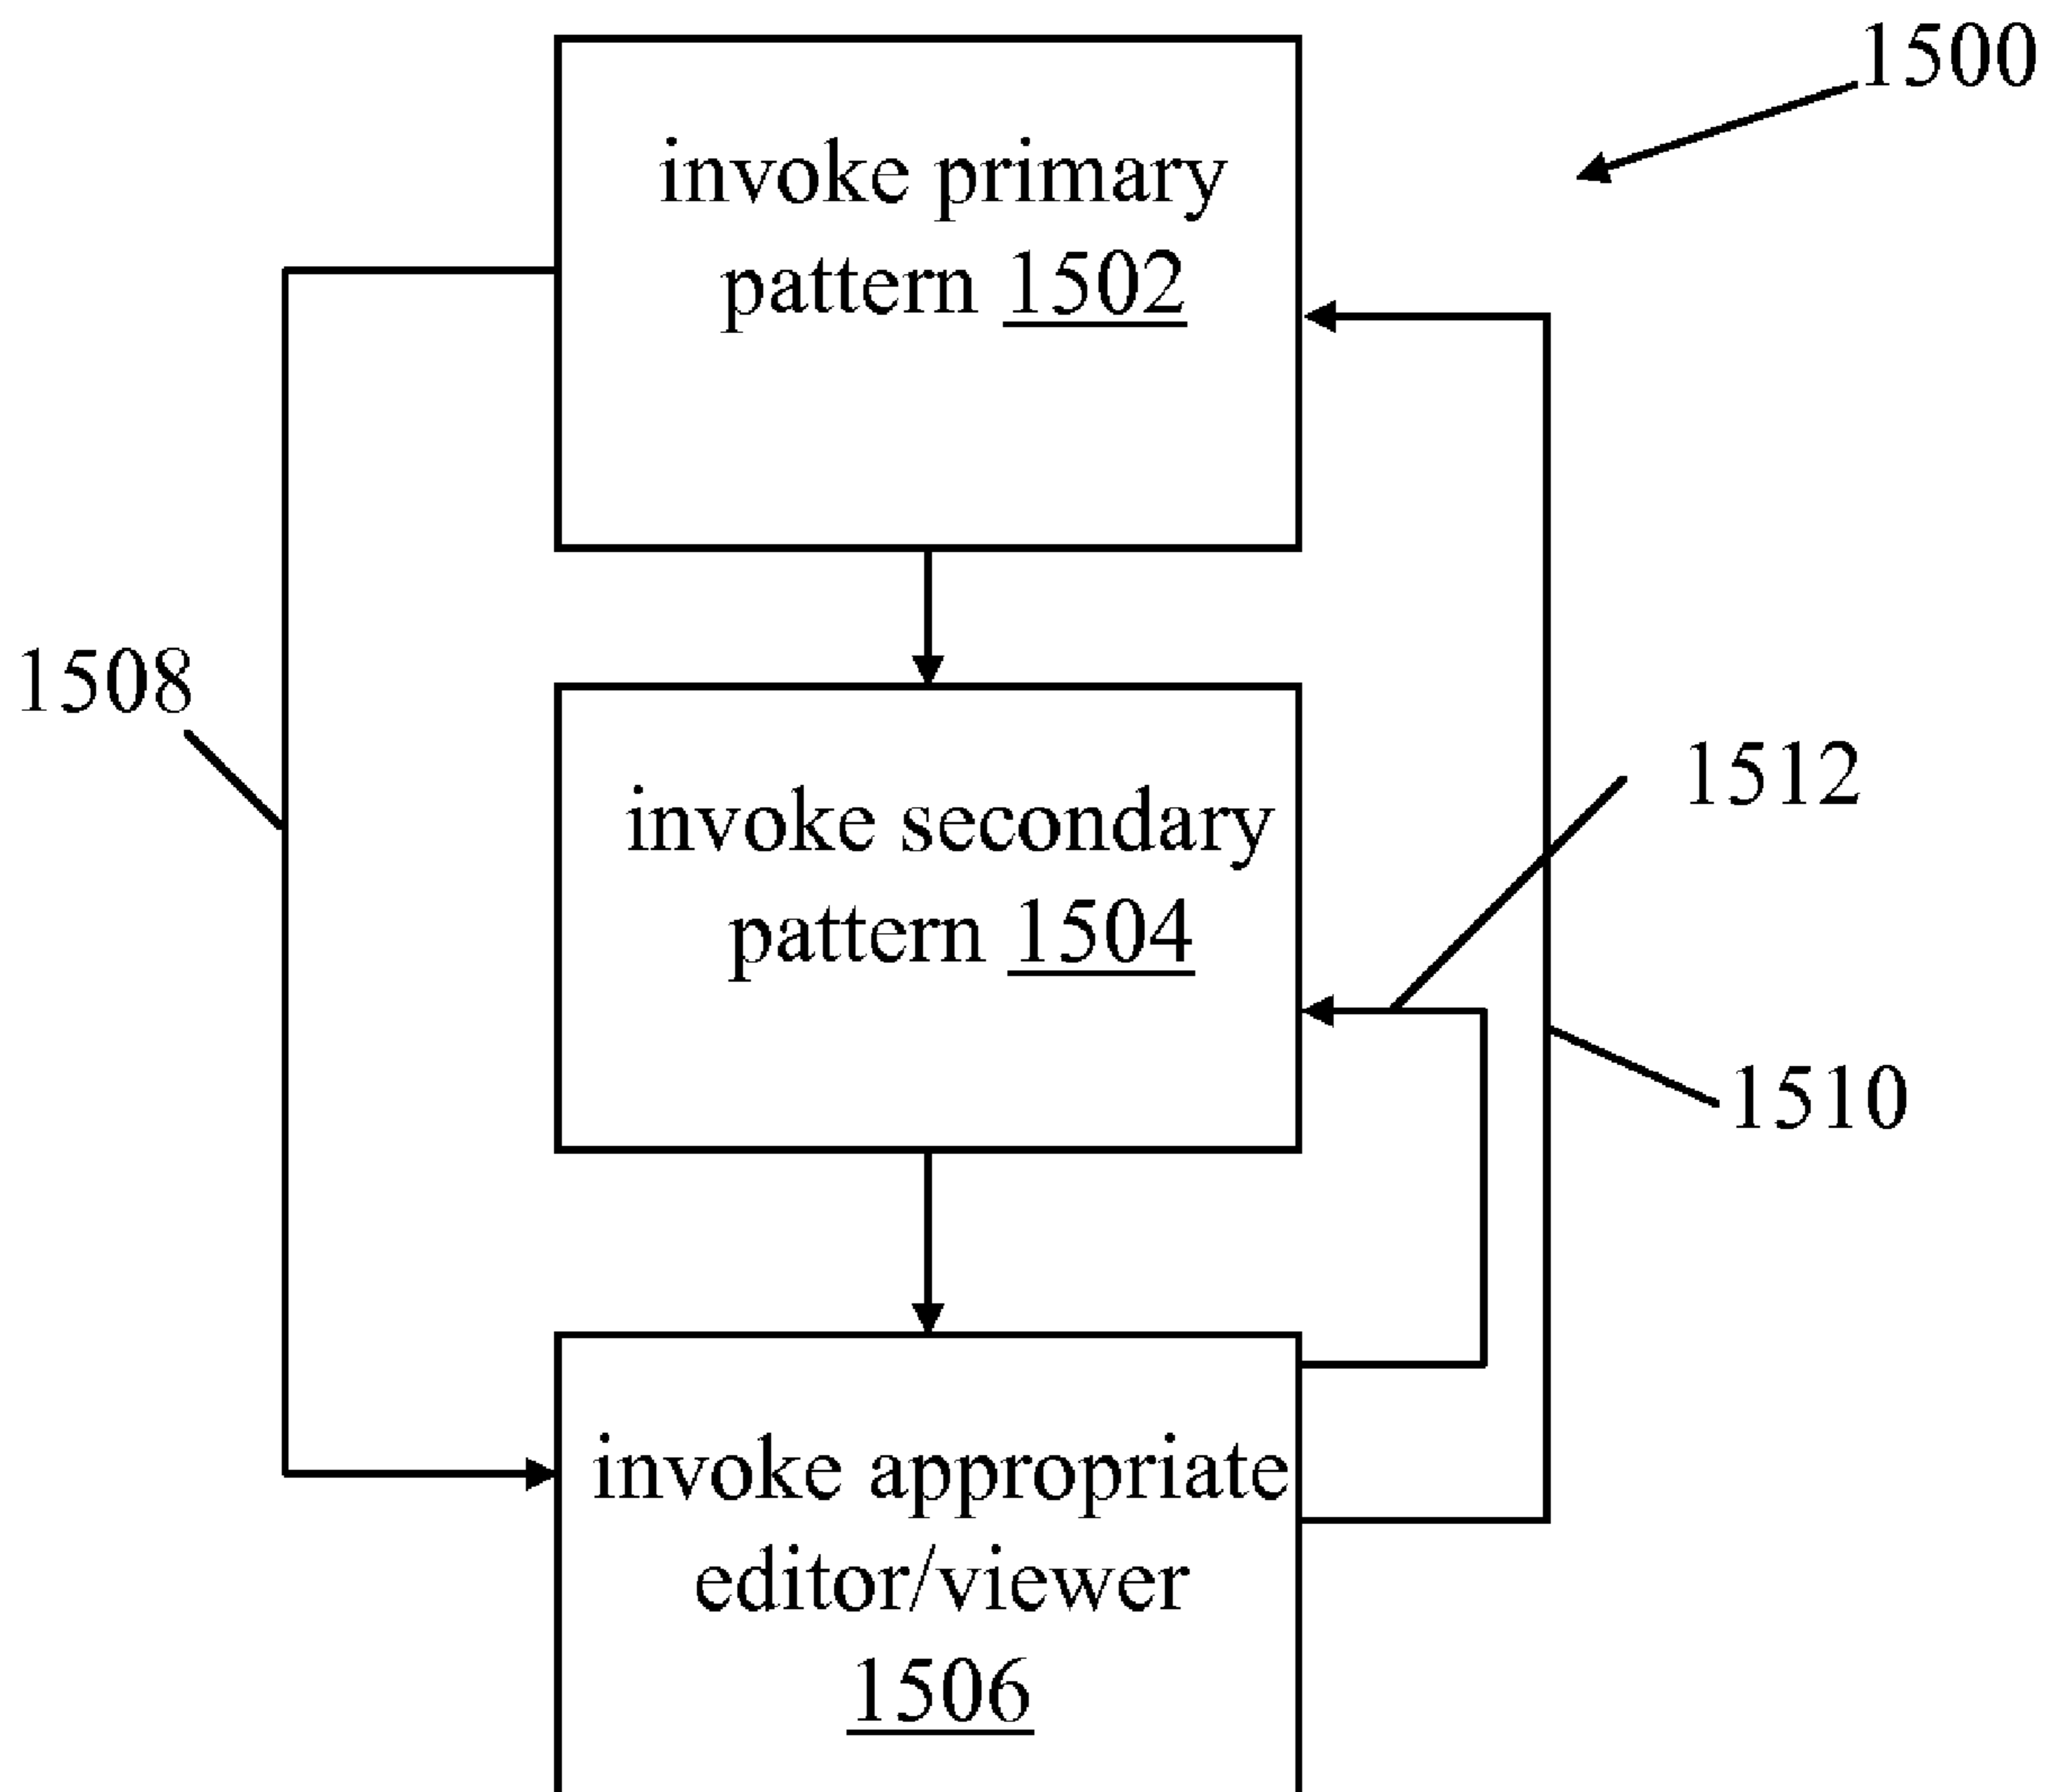 1500
invoke primary
pattern 1502
1508
invoke secondary
pattern 1504
1512
1510
invoke appropriate
editor/viewer
1506